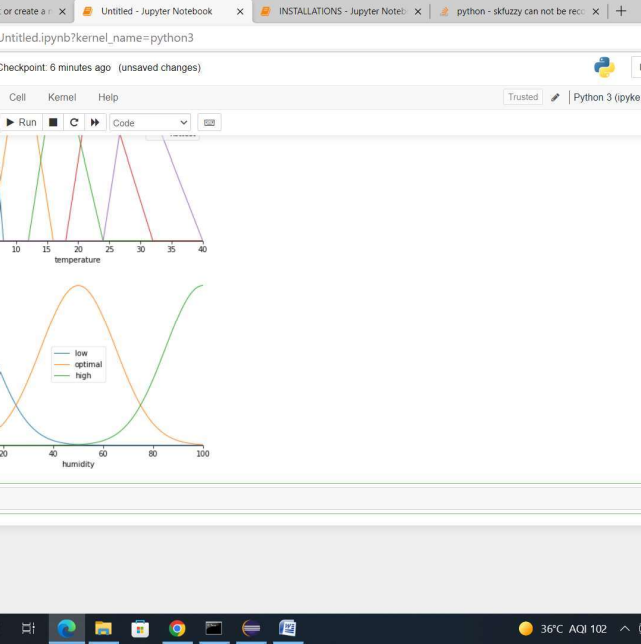 or create a n
Untitled - Jupyter Notebook
INSTALLATIONS - Jupyter Noteb
python - skfuzzy can not be reco
Untitled.ipynb?kernel_name=python3
Checkpoint: 6 minutes ago (unsaved changes)
Cell Kernel Help
Trusted Python 3 (ipyke
Run Code
10 15 20 25 30 35 40
temperature
low
optimal
high
20 40 60 80 100
humidity
36°C AQI 102